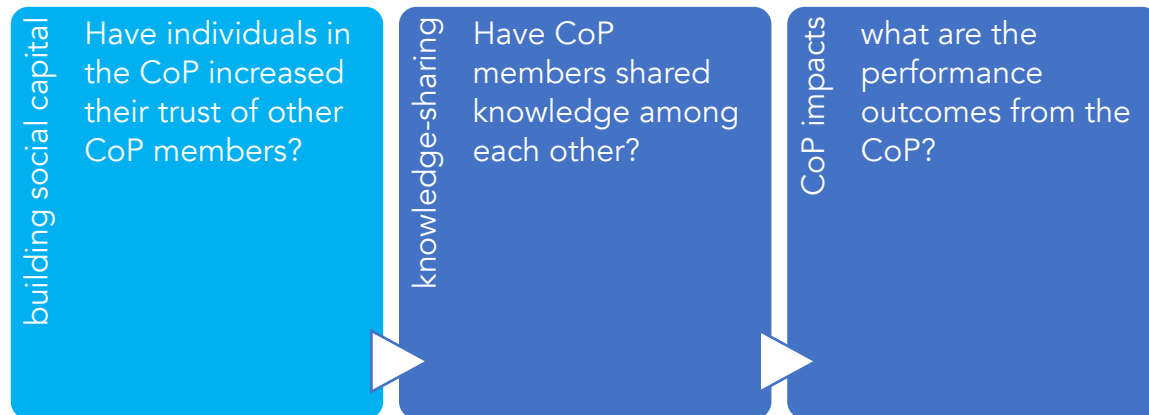 building social capital
Have individuals in
the CoP increased
their trust of other
CoP members?
knowledge-sharing
Have CoP
members shared
knowledge among
each other?
CoP impacts
what are the
performance
outcomes from the
CoP?